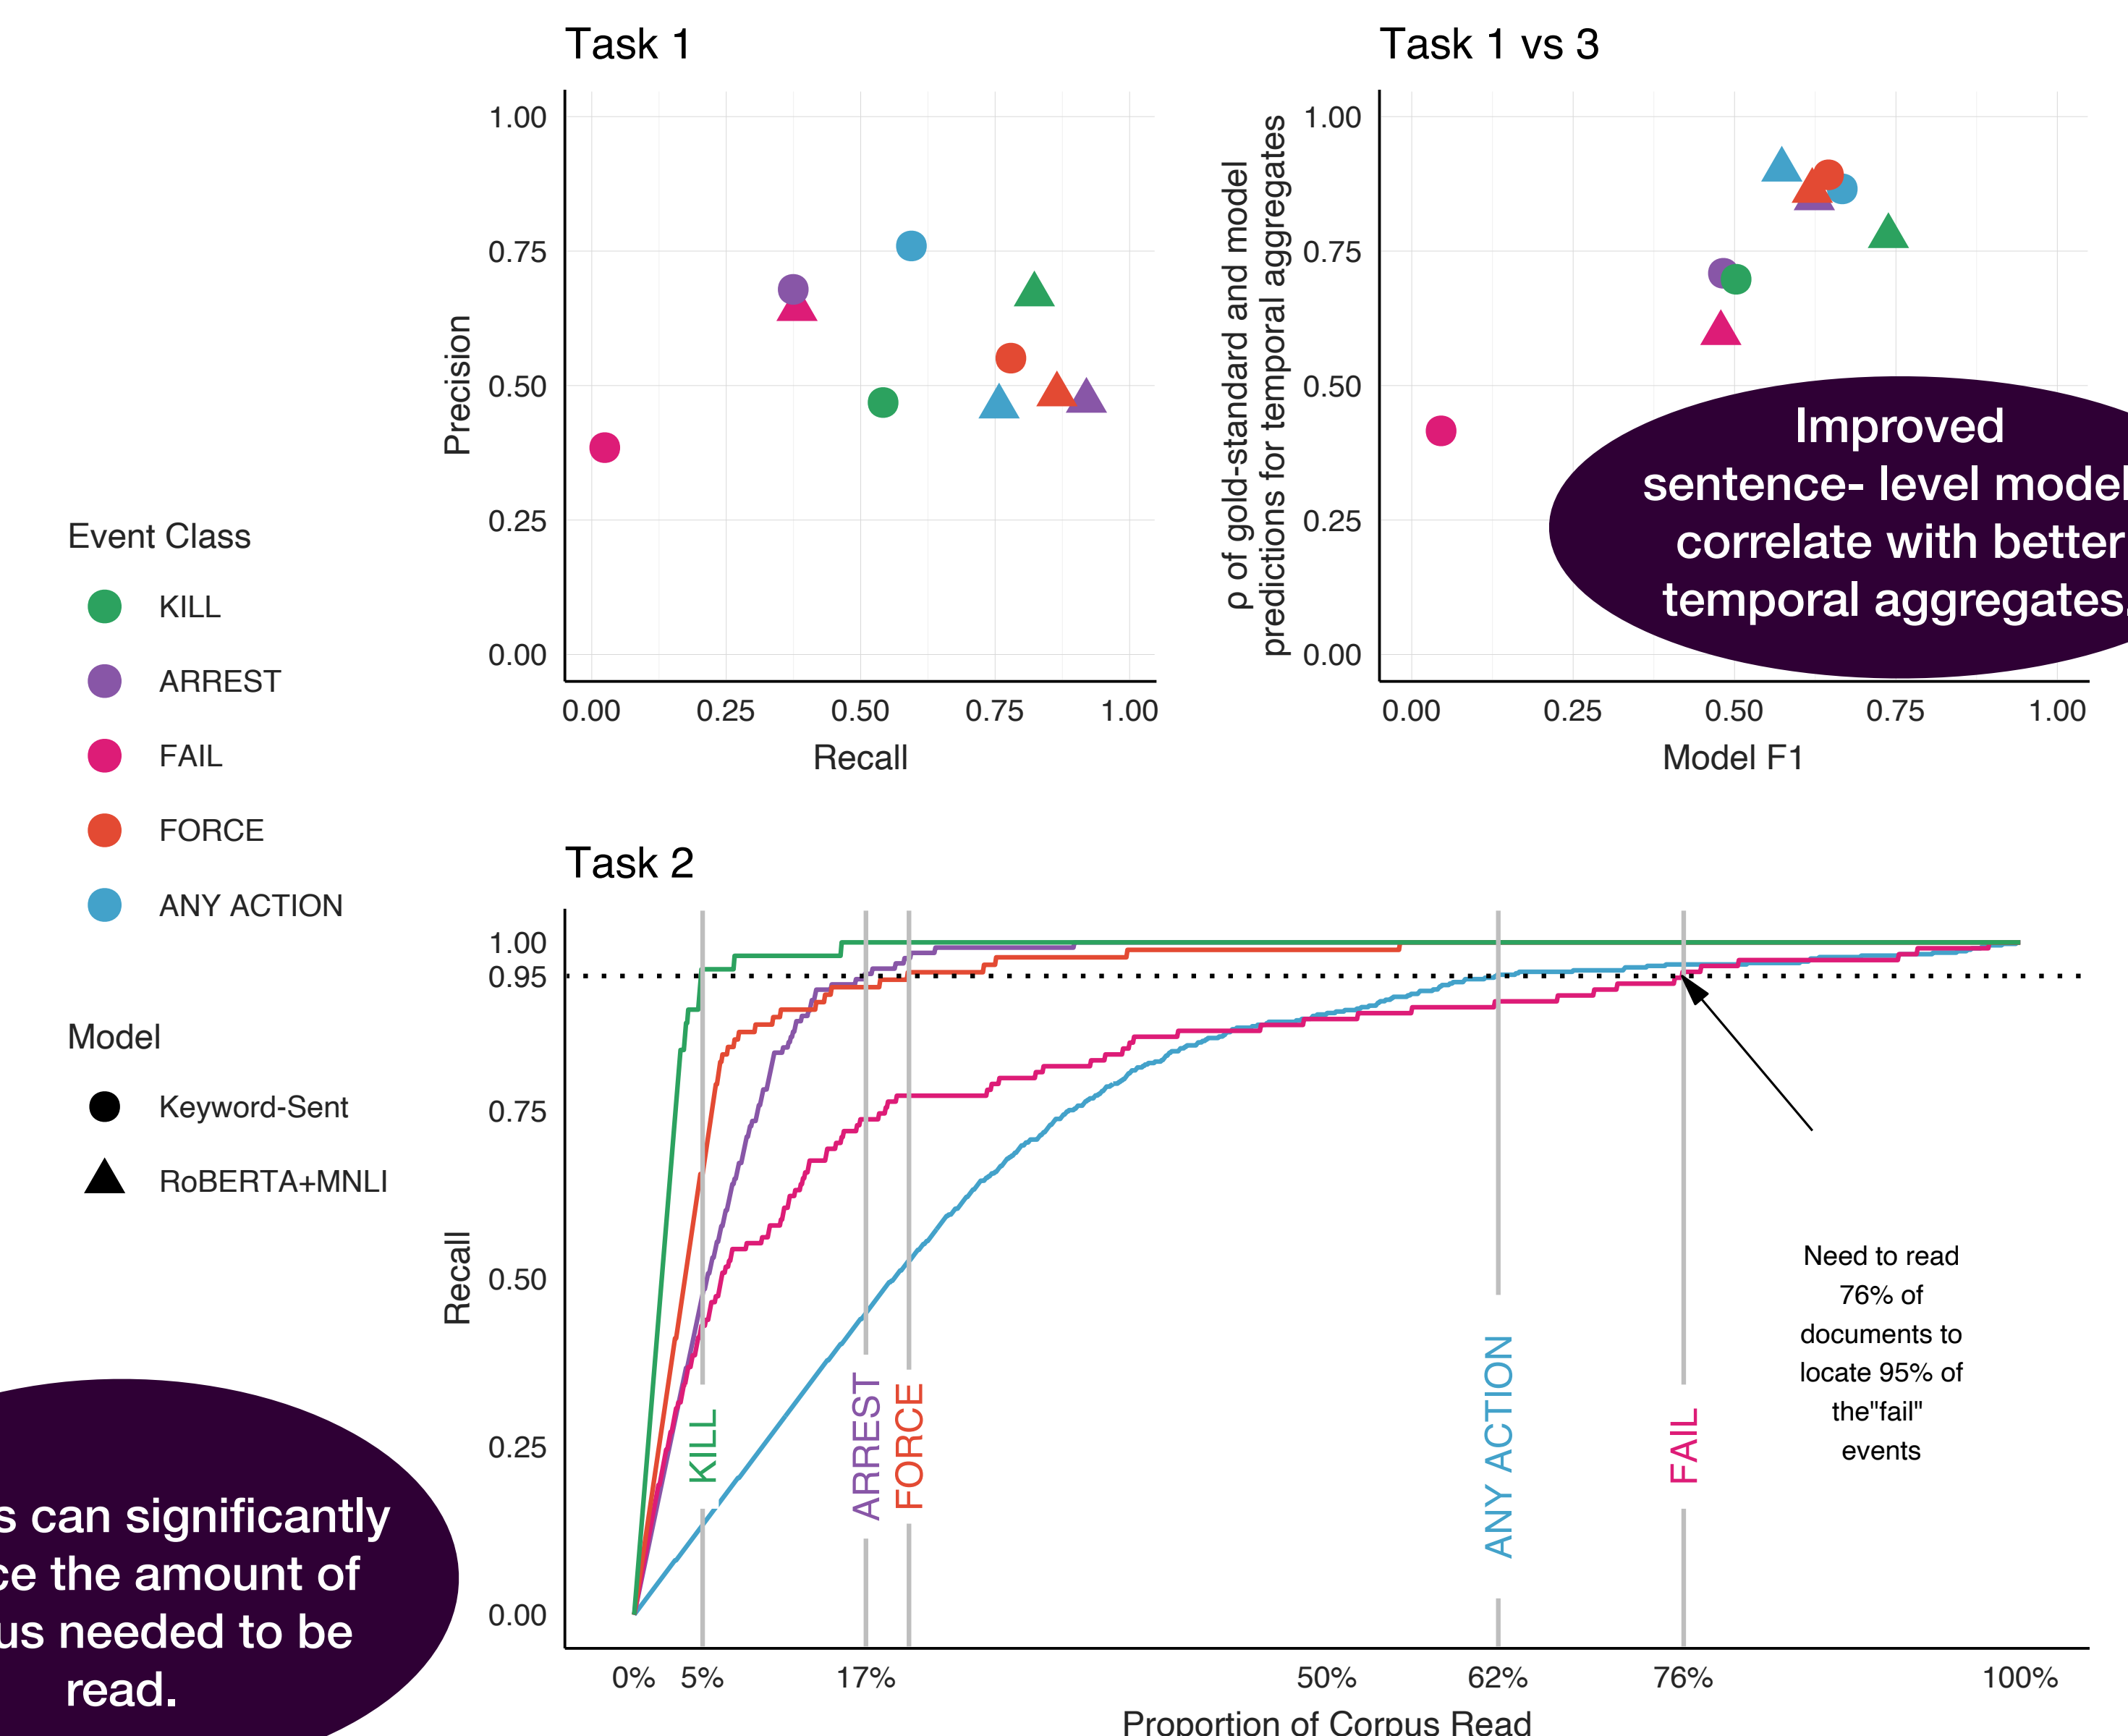 Task 1
1.00
0.75
0.50
0.25
0.00
Precision
0.00 0.25 0.50 0.75 1.00
Recall
Task 1 vs 3
ρ of gold-standard and model
predictions for temporal aggregates
1.00
0.75
0.50
0.25
0.00
0.00 0.25 0.50 0.75 1.00
Model F1
Improved
sentence- level model
correlate with better
temporal aggregates.
Event Class
KILL
ARREST
FAIL
FORCE
ANY ACTION
Model
Keyword-Sent
RoBERTA+MNLI
Task 2
1.00
0.95
0.75
0.50
0.25
0.00
Recall
KILL
ARREST
FORCE
ANY ACTION
FAIL
Need to read
76% of
documents to
locate 95% of
the"fail"
events
0% 5% 17% 50% 62% 76% 100%
Proportion of Corpus Read
can significantly
the amount of
needed to be
read.